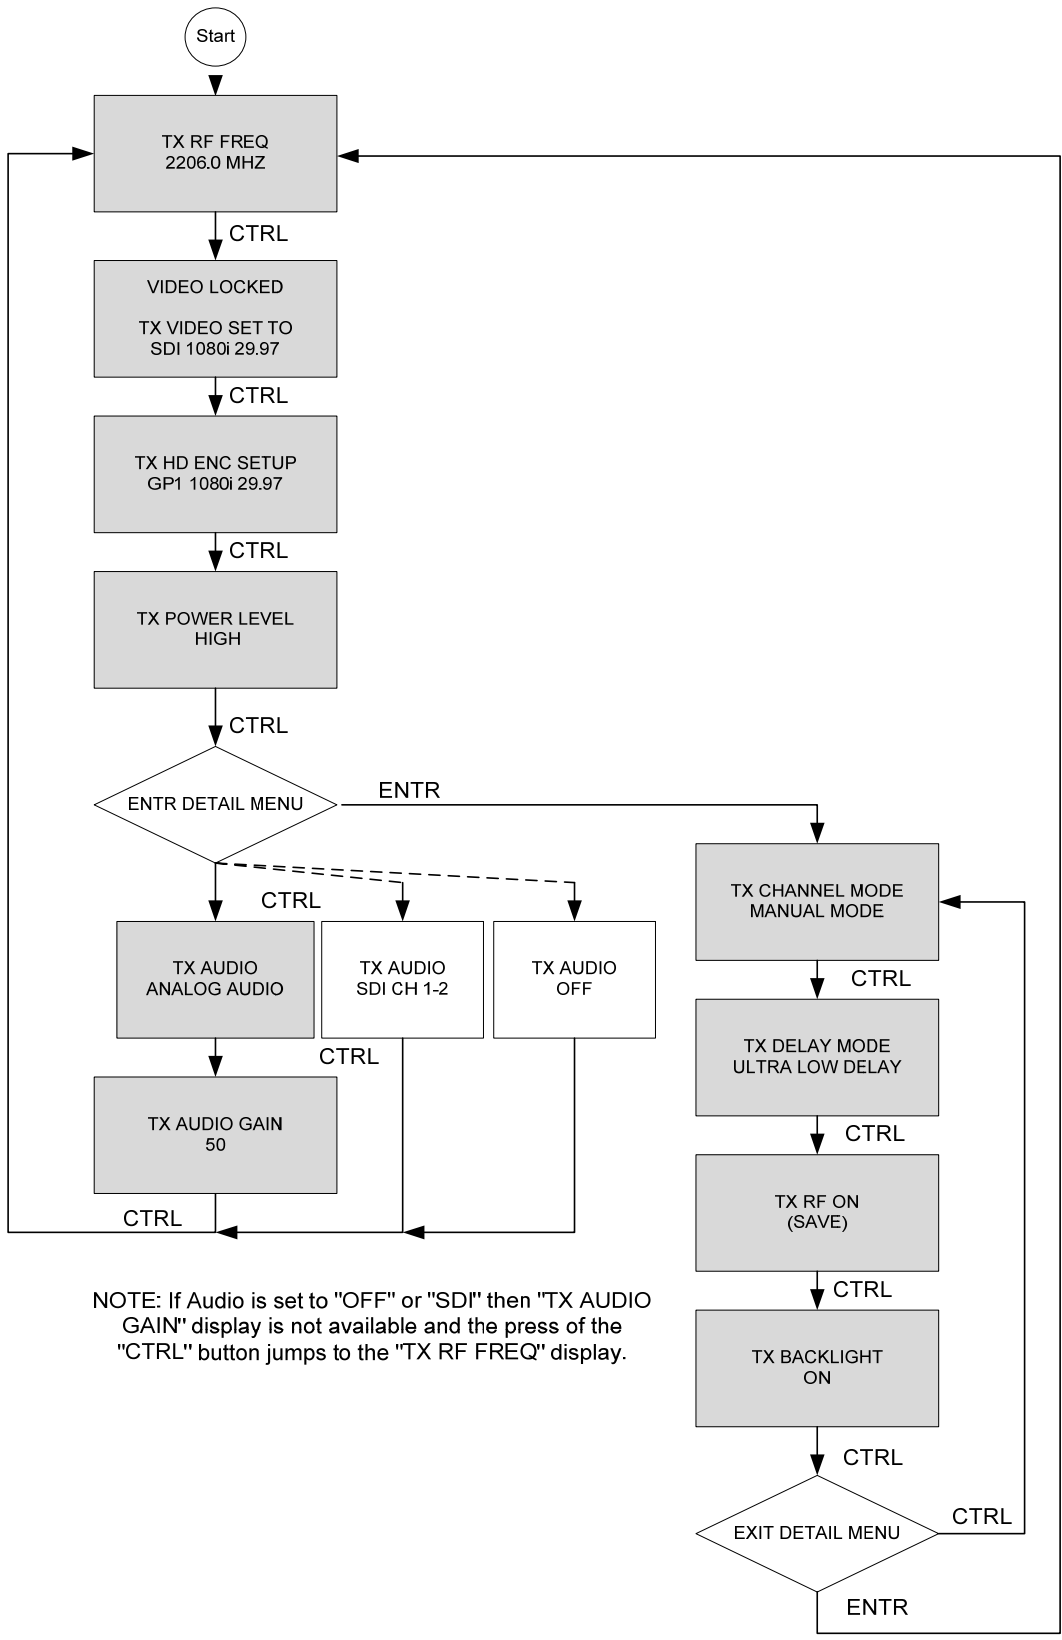 Start
TX RF FREQ
2206.0 MHZ
CTRL
VIDEO LOCKED
TX VIDEO SET TO
SDI 1080i 29.97
CTRL
TX HD ENC SETUP
GP1 1080i 29.97
CTRL
TX POWER LEVEL
HIGH
CTRL
ENTR DETAIL MENU
ENTR
CTRL
TX AUDIO
ANALOG AUDIO
TX AUDIO
SDI CH 1-2
TX AUDIO
OFF
CTRL
TX AUDIO GAIN
50
CTRL
NOTE: If Audio is set to "OFF" or "SDI" then "TX AUDIO
GAIN" display is not available and the press of the
"CTRL" button jumps to the "TX RF FREQ" display.
TX CHANNEL MODE
MANUAL MODE
CTRL
TX DELAY MODE
ULTRA LOW DELAY
CTRL
TX RF ON
(SAVE)
CTRL
TX BACKLIGHT
ON
CTRL
EXIT DETAIL MENU
CTRL
ENTR